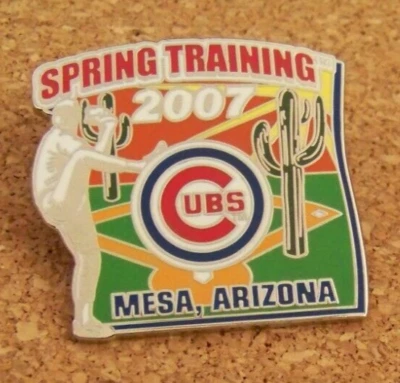 SPRING TRAINING
2007
CUBS
MESA, ARIZONA